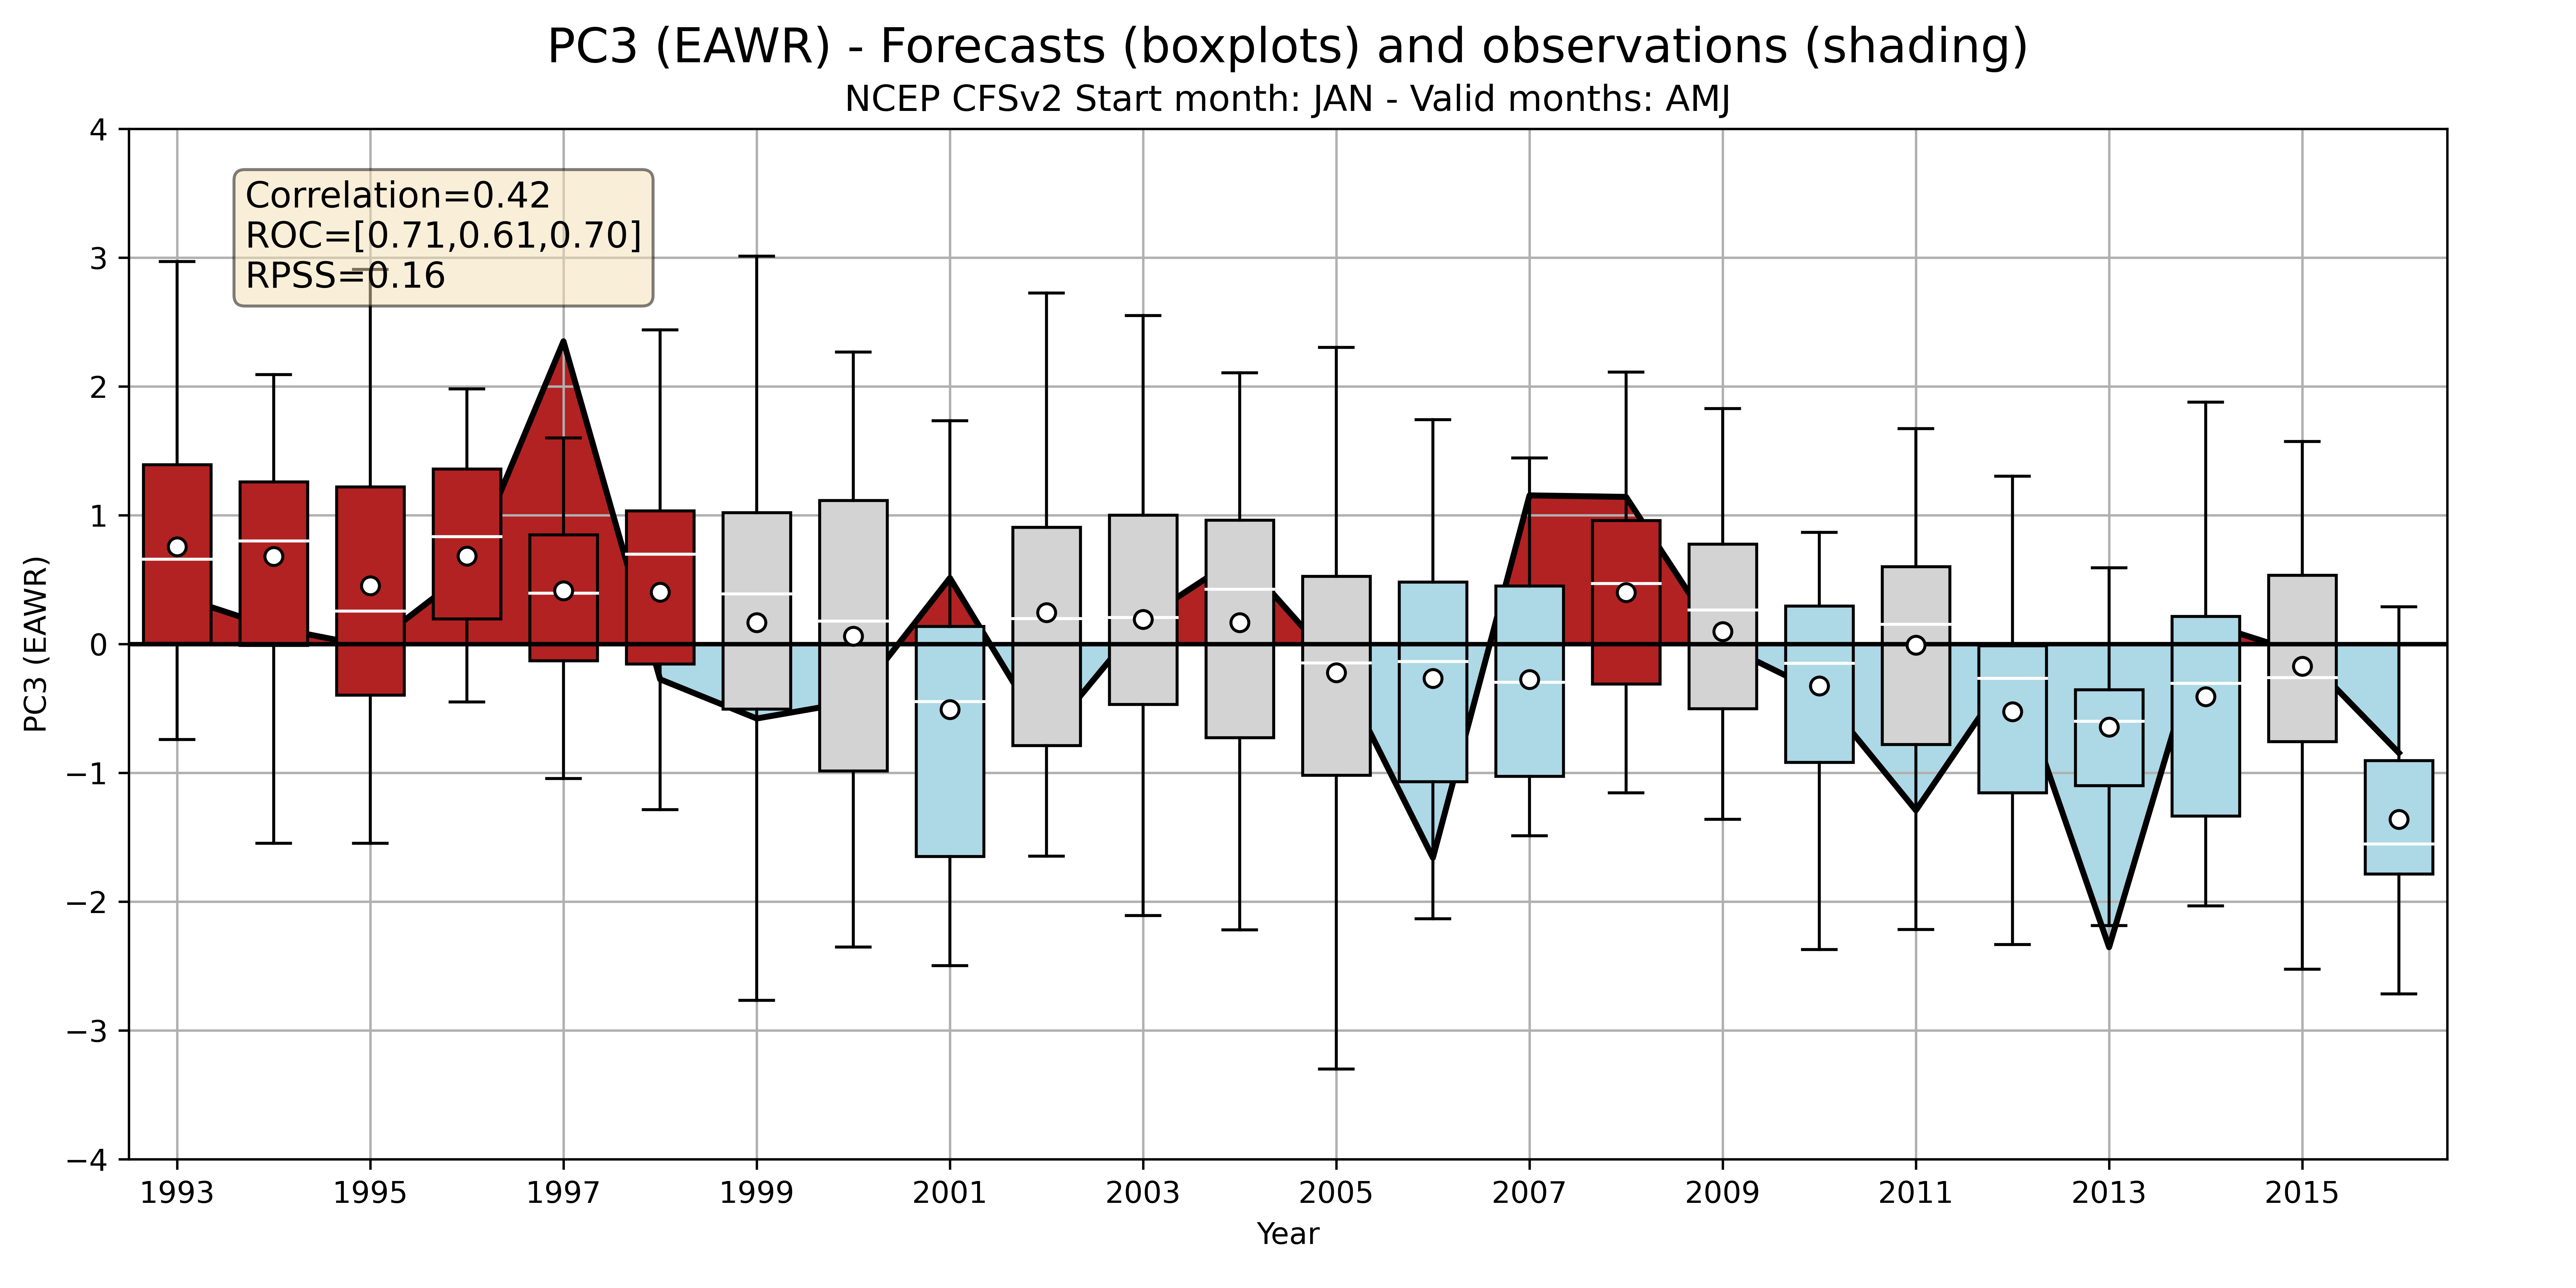 PC3 (EAWR) - Forecasts (boxplots) and observations (shading)
NCEP CFSv2 Start month: JAN - Valid months: AMJ
Correlation=0.42
ROC=[0.71,0.61,0.70]
RPSS=0.16
PC3 (EAWR)
4
3
2
1
0
−1
−2
−3
−4
1993 1995 1997 1999 2001 2003 2005 2007 2009 2011 2013 2015
Year